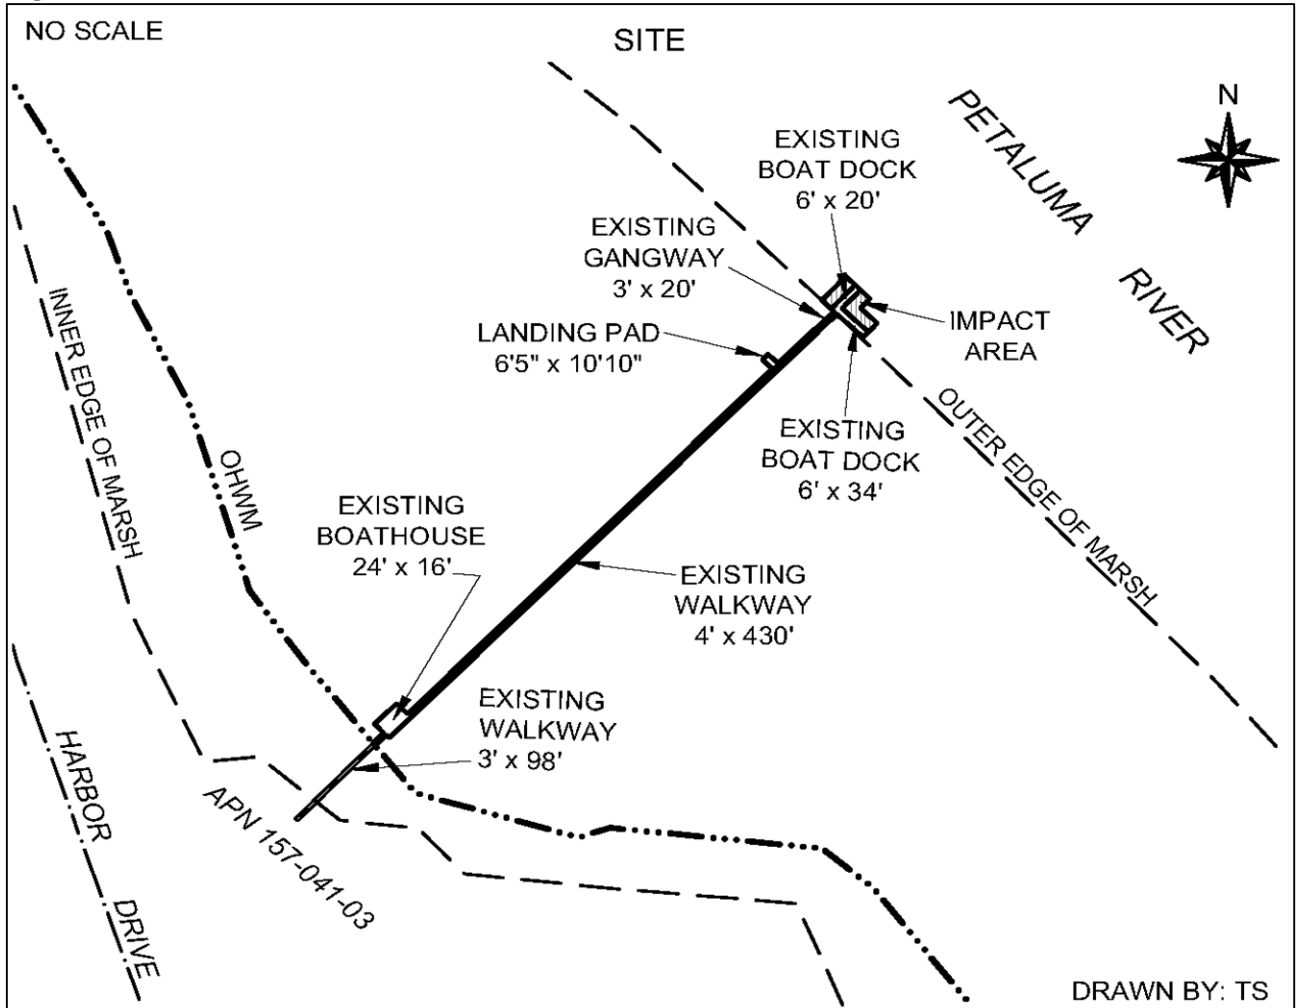 NO SCALE
SITE
N
PETALUMA
RIVER
EXISTING
BOAT DOCK
6' x 20'
EXISTING
GANGWAY
3' x 20'
LANDING PAD
6'5" x 10'10"
IMPACT
AREA
EXISTING
BOAT DOCK
6' x 34'
OUTER EDGE OF MARSH
INNER EDGE OF MARSH
OHWM
EXISTING
BOATHOUSE
24' x 16'
EXISTING
WALKWAY
4' x 430'
EXISTING
WALKWAY
3' x 98'
APN 157-041-03
HARBOR
DRIVE
DRAWN BY: TS